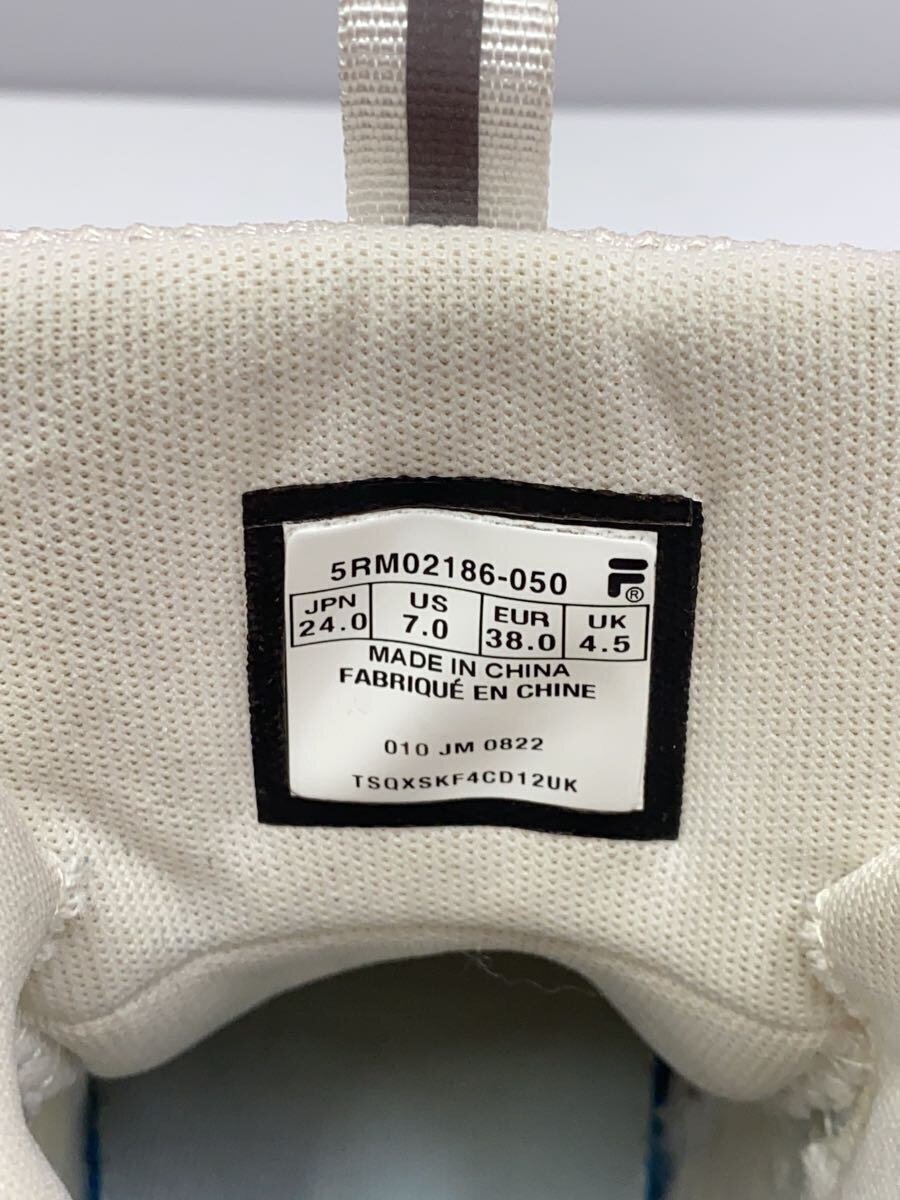 5RM02186-050
F®
JPN US EUR UK
24.0 7.0 38.0 4.5
MADE IN CHINA
FABRIQUÉ EN CHINE
010 JM 0822
TSQXSKF4CD12UK